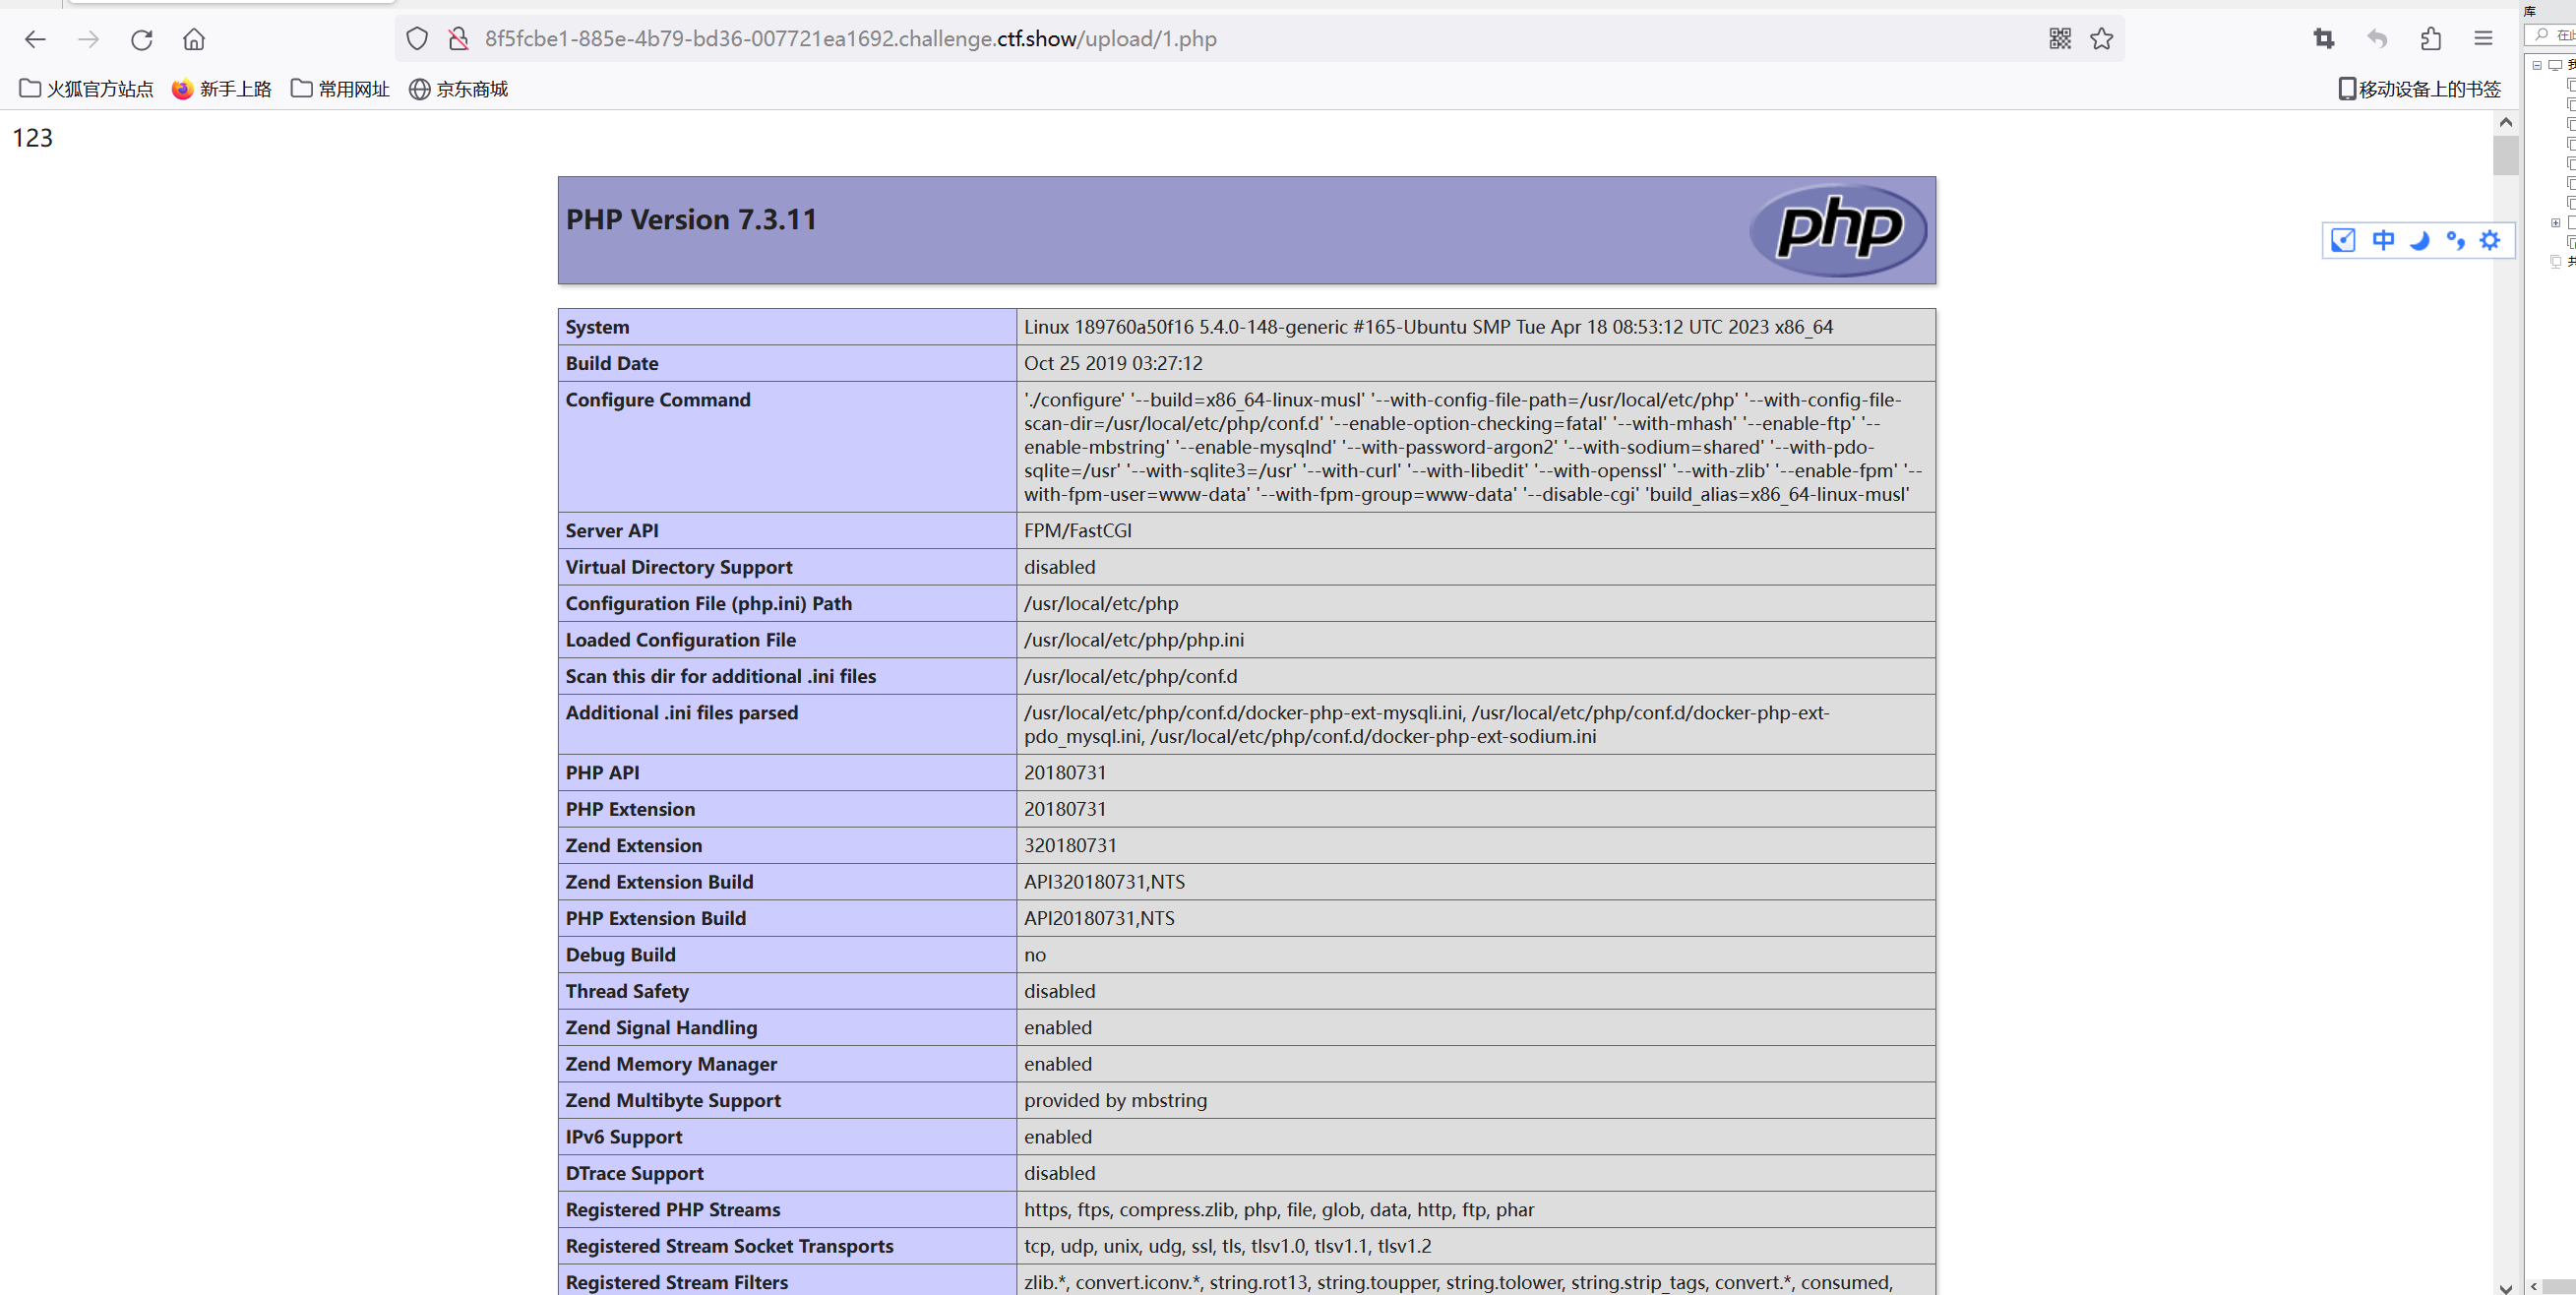 8f5fcbe1-885e-4b79-bd36-007721ea1692.challenge.ctf.show/upload/1.php
库
火狐官方站点 新手上路 常用网址 京东商城 移动设备上的书签
123
PHP Version 7.3.11 php
中
System Linux 189760a50f16 5.4.0-148-generic #165-Ubuntu SMP Tue Apr 18 08:53:12 UTC 2023 x86_64
Build Date Oct 25 2019 03:27:12
Configure Command './configure' '--build=x86_64-linux-musl' '--with-config-file-path=/usr/local/etc/php' '--with-config-file-
scan-dir=/usr/local/etc/php/conf.d' '--enable-option-checking=fatal' '--with-mhash' '--enable-ftp' '--
enable-mbstring' '--enable-mysqlnd' '--with-password-argon2' '--with-sodium=shared' '--with-pdo-
sqlite=/usr' '--with-sqlite3=/usr' '--with-curl' '--with-libedit' '--with-openssl' '--with-zlib' '--enable-fpm' '--
with-fpm-user=www-data' '--with-fpm-group=www-data' '--disable-cgi' 'build_alias=x86_64-linux-musl'
Server API FPM/FastCGI
Virtual Directory Support disabled
Configuration File (php.ini) Path /usr/local/etc/php
Loaded Configuration File /usr/local/etc/php/php.ini
Scan this dir for additional .ini files /usr/local/etc/php/conf.d
Additional .ini files parsed /usr/local/etc/php/conf.d/docker-php-ext-mysqli.ini, /usr/local/etc/php/conf.d/docker-php-ext-
pdo_mysql.ini, /usr/local/etc/php/conf.d/docker-php-ext-sodium.ini
PHP API 20180731
PHP Extension 20180731
Zend Extension 320180731
Zend Extension Build API320180731,NTS
PHP Extension Build API20180731,NTS
Debug Build no
Thread Safety disabled
Zend Signal Handling enabled
Zend Memory Manager enabled
Zend Multibyte Support provided by mbstring
IPv6 Support enabled
DTrace Support disabled
Registered PHP Streams https, ftps, compress.zlib, php, file, glob, data, http, ftp, phar
Registered Stream Socket Transports tcp, udp, unix, udg, ssl, tls, tlsv1.0, tlsv1.1, tlsv1.2
Registered Stream Filters zlib.*, convert.iconv.*, string.rot13, string.toupper, string.tolower, string.strip_tags, convert.*, consumed,